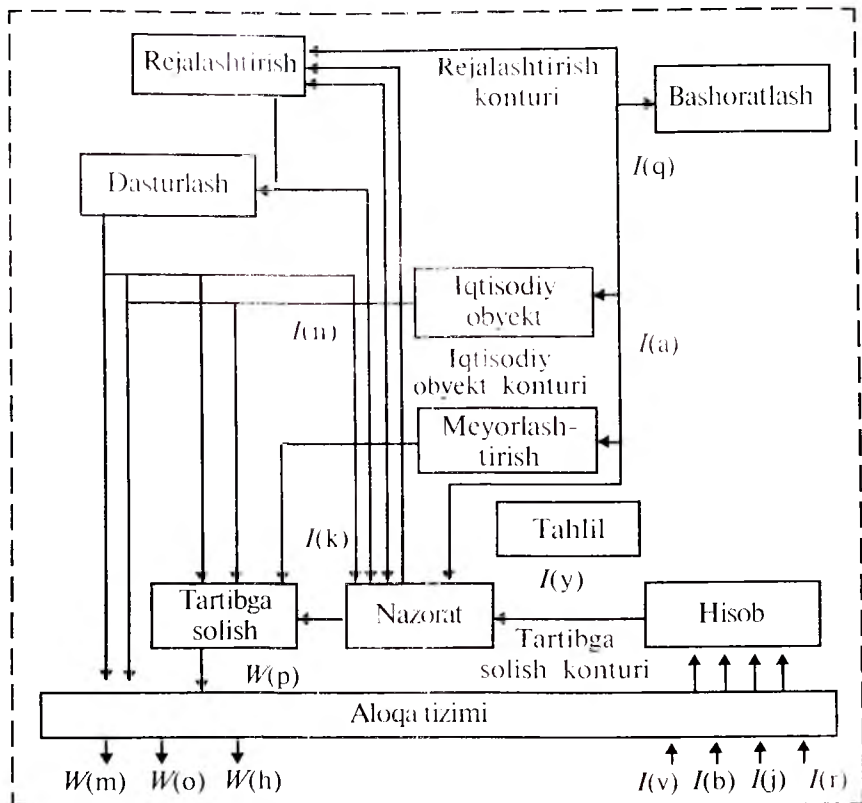 Rejalashtirish
Rejalashtirish
konturi
Bashoratlash
I(q)
Dasturlash
Iqtisodiy
obyekt
I(n)
I(a)
Iqtisodiy
obyekt konturi
Meyorlash-
tirish
Tahlil
I(k)
I(y)
Tartibga
solish
Nazorat
Hisob
Tartibga
solish konturi
W(p)
Aloqa tizimi
W(m) W(o) W(h) I(v) I(b) I(j) I(r)